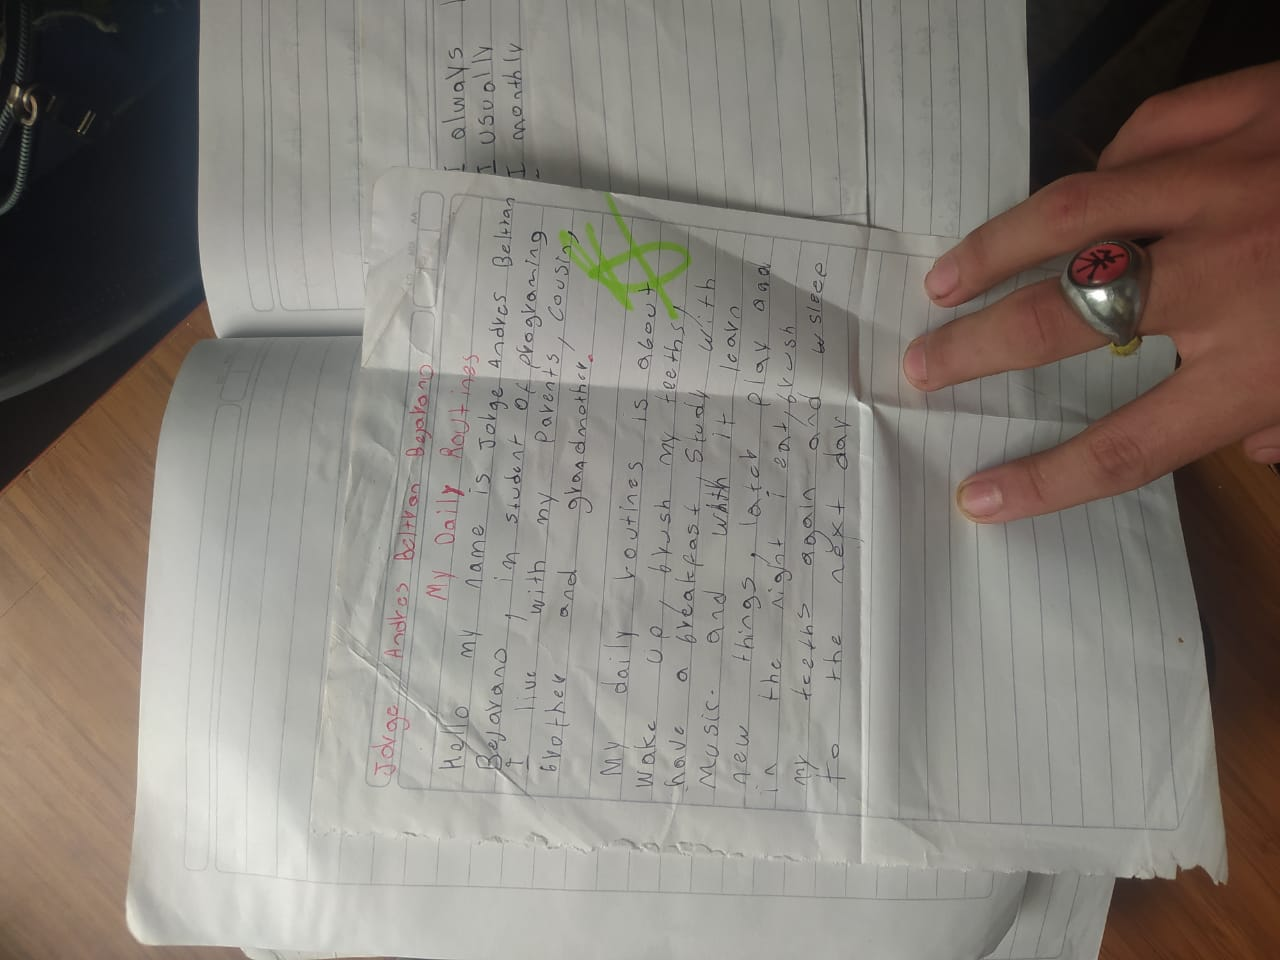 I always
I usually
I monthly
Jorge Andres Beltran Bejarano
My Daily Routines
Hello my name is Jorge Andres Beltran
Bejarano, in student of programing
I live with my parents, cousin,
brother and grandmother.
My daily routines is about
wake up, brush my teeths,
have a breakfast, study with
music. and with it learn
new things, later play and
in the night i eat, brush
my teeths again and sleep
to the next day